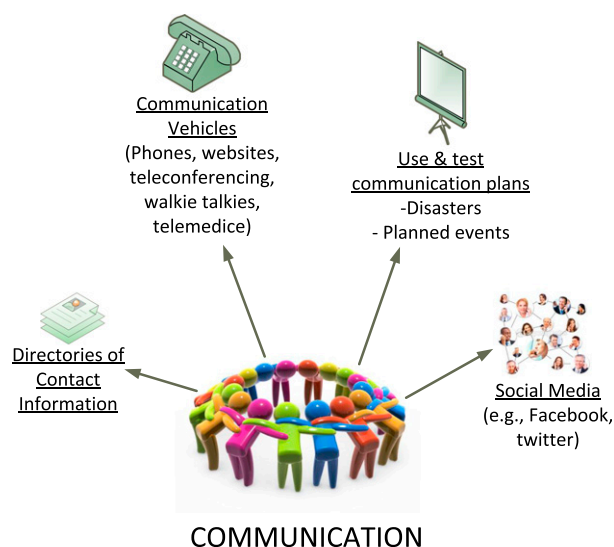 Communication
Vehicles
(Phones, websites,
teleconferencing,
walkie talkies,
telemedice)
Use & test
communication plans
-Disasters
- Planned events
Directories of
Contact
Information
Social Media
(e.g., Facebook,
twitter)
COMMUNICATION